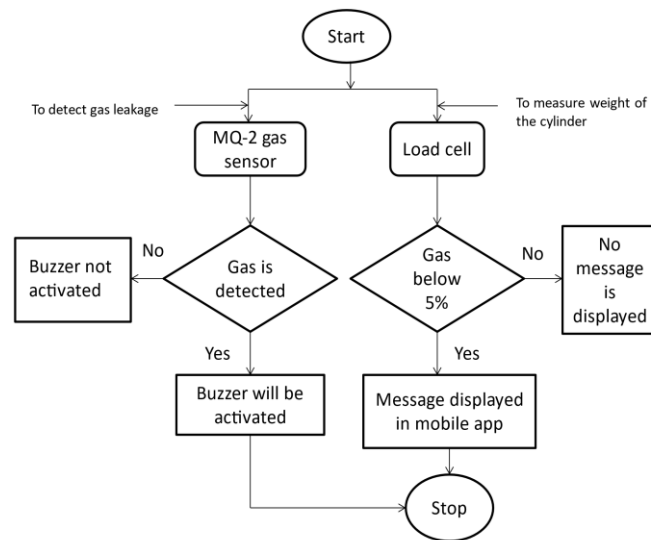 Start
To detect gas leakage
To measure weight of
the cylinder
MQ-2 gas
sensor
Load cell
No
Buzzer not
activated
Gas is
detected
Gas
below
5%
No
No
message
is
displayed
Yes
Yes
Buzzer will be
activated
Message displayed
in mobile app
Stop